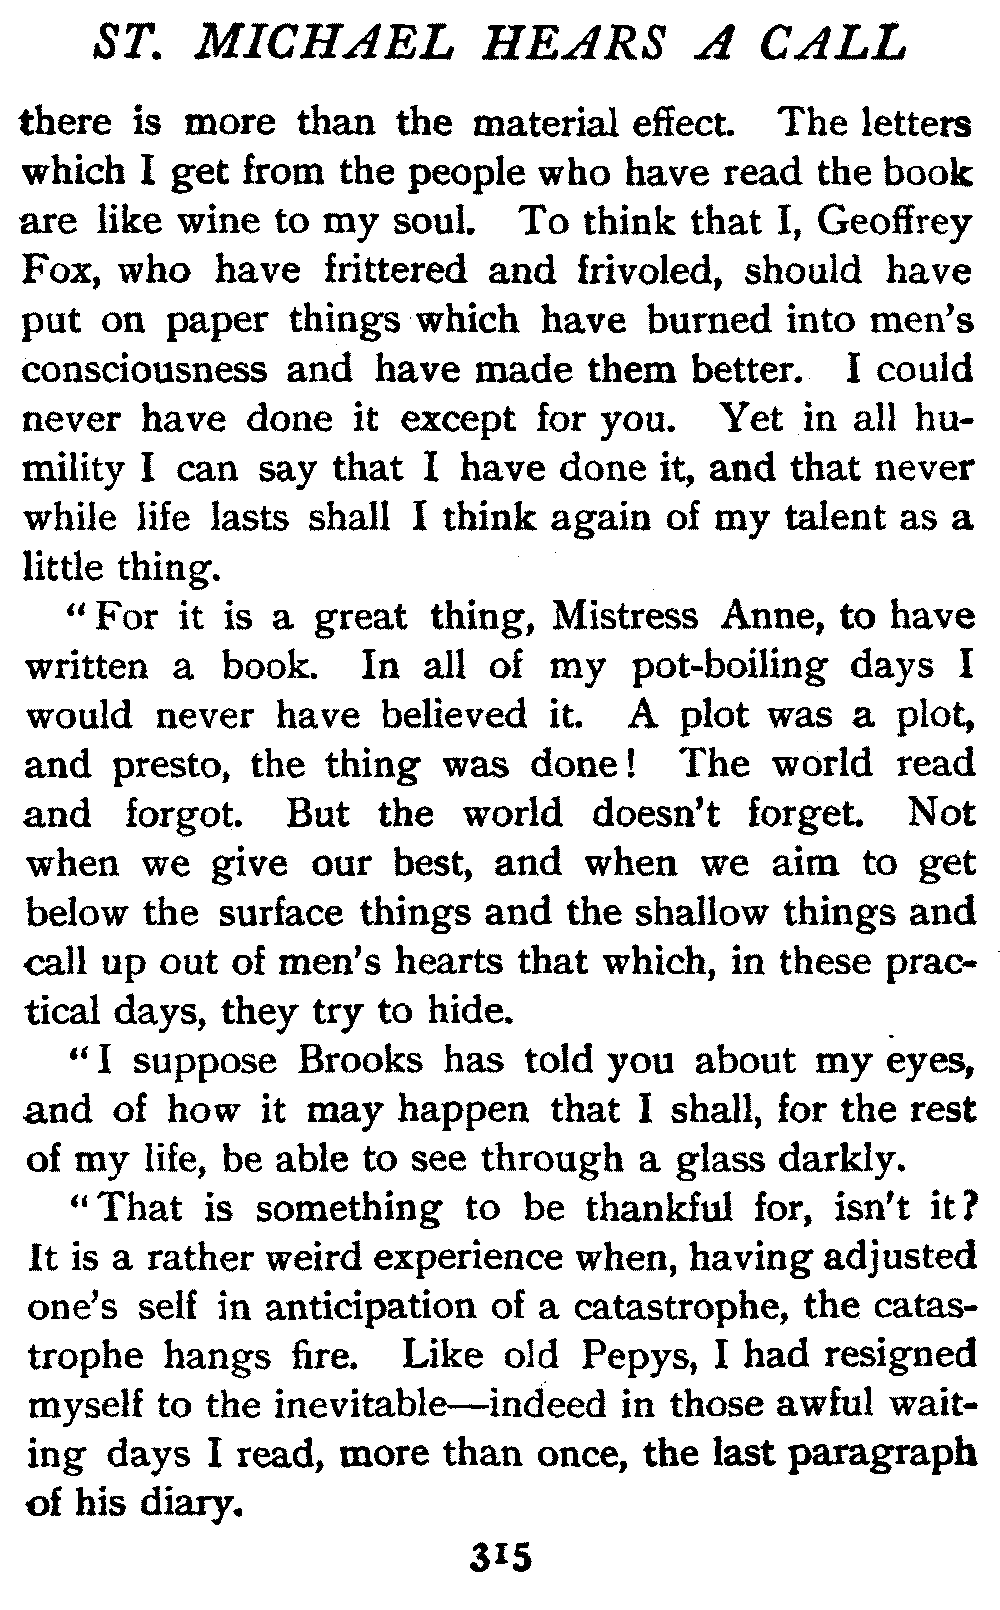 ST. MICHAEL HEARS A CALL
there is more than the material effect. The letters
which I get from the people who have read the book
are like wine to my soul. To think that I, Geoffrey
Fox, who have frittered and frivoled, should have
put on paper things which have burned into men's
consciousness and have made them better. I could
never have done it except for you. Yet in all hu-
mility I can say that I have done it, and that never
while life lasts shall I think again of my talent as a
little thing.
"For it is a great thing, Mistress Anne, to have
written a book. In all of my pot-boiling days I
would never have believed it. A plot was a plot,
and presto, the thing was done! The world read
and forgot. But the world doesn't forget. Not
when we give our best, and when we aim to get
below the surface things and the shallow things and
call up out of men's hearts that which, in these prac-
tical days, they try to hide.
"I suppose Brooks has told you about my eyes,
and of how it may happen that I shall, for the rest
of my life, be able to see through a glass darkly.
"That is something to be thankful for, isn't it?
It is a rather weird experience when, having adjusted
one's self in anticipation of a catastrophe, the catas-
trophe hangs fire. Like old Pepys, I had resigned
myself to the inevitable—indeed in those awful wait-
ing days I read, more than once, the last paragraph
of his diary.
315